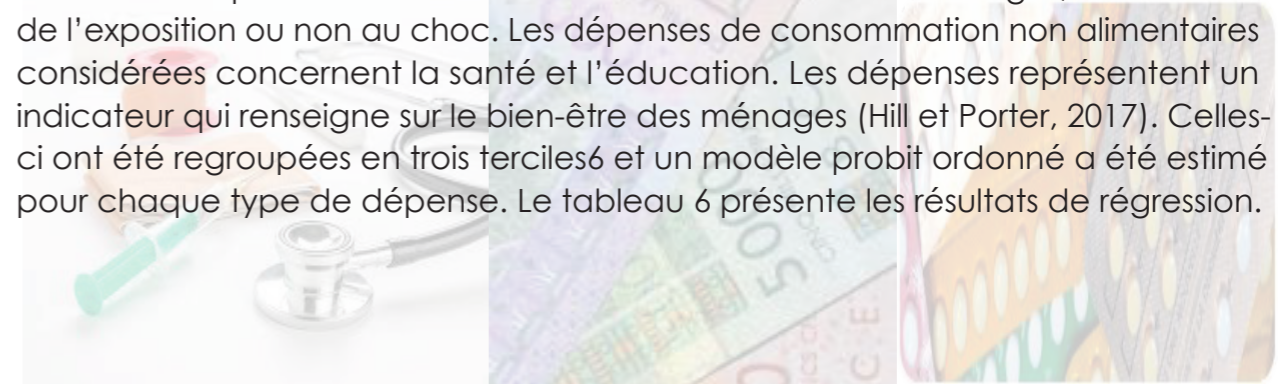 de l'exposition ou non au choc. Les dépenses de consommation non alimentaires
considérées concernent la santé et l'éducation. Les dépenses représentent un
indicateur qui renseigne sur le bien-être des ménages (Hill et Porter, 2017). Celles-
ci ont été regroupées en trois terciles6 et un modèle probit ordonné a été estimé
pour chaque type de dépense. Le tableau 6 présente les résultats de régression.